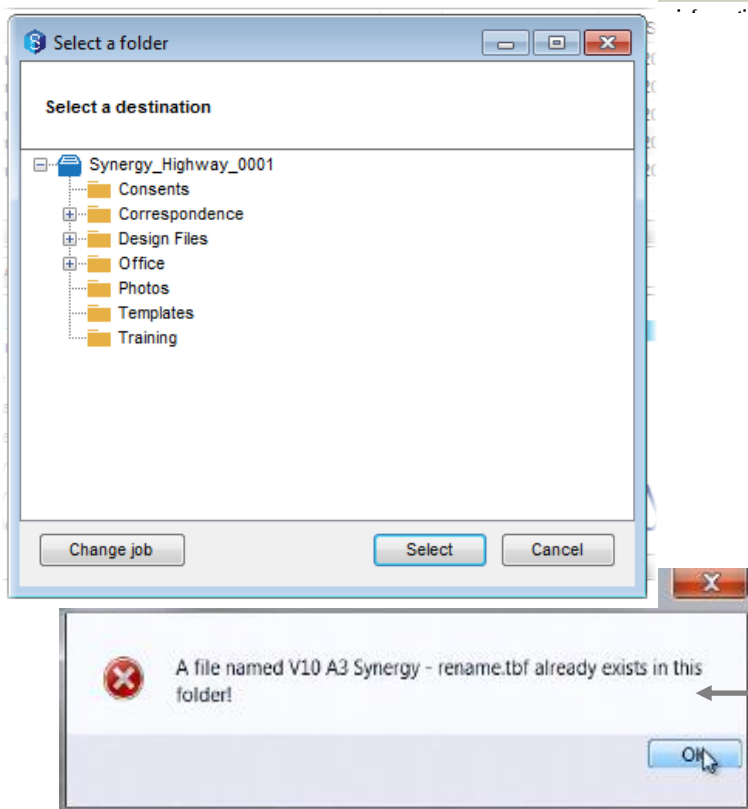 Select a folder
Select a destination
Synergy_Highway_0001
Consents
Correspondence
Design Files
Office
Photos
Templates
Training
Change job
Select
Cancel
A file named V10 A3 Synergy - rename.tbf already exists in this
folder!
OK